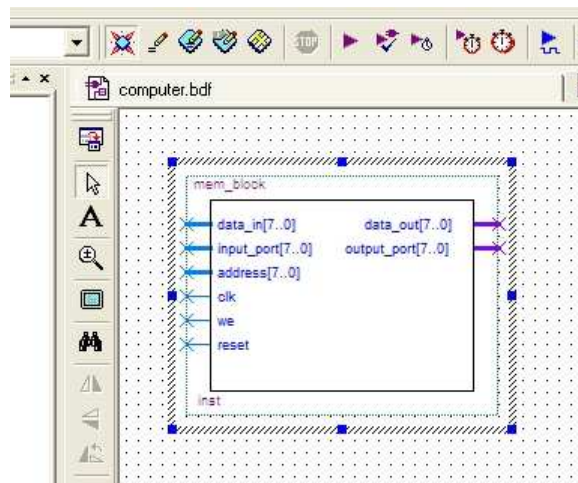 STOP
computer.bdf
A
mem_block
data_in[7..0] data_out[7..0]
input_port[7..0] output_port[7..0]
address[7..0]
clk
we
reset
inst